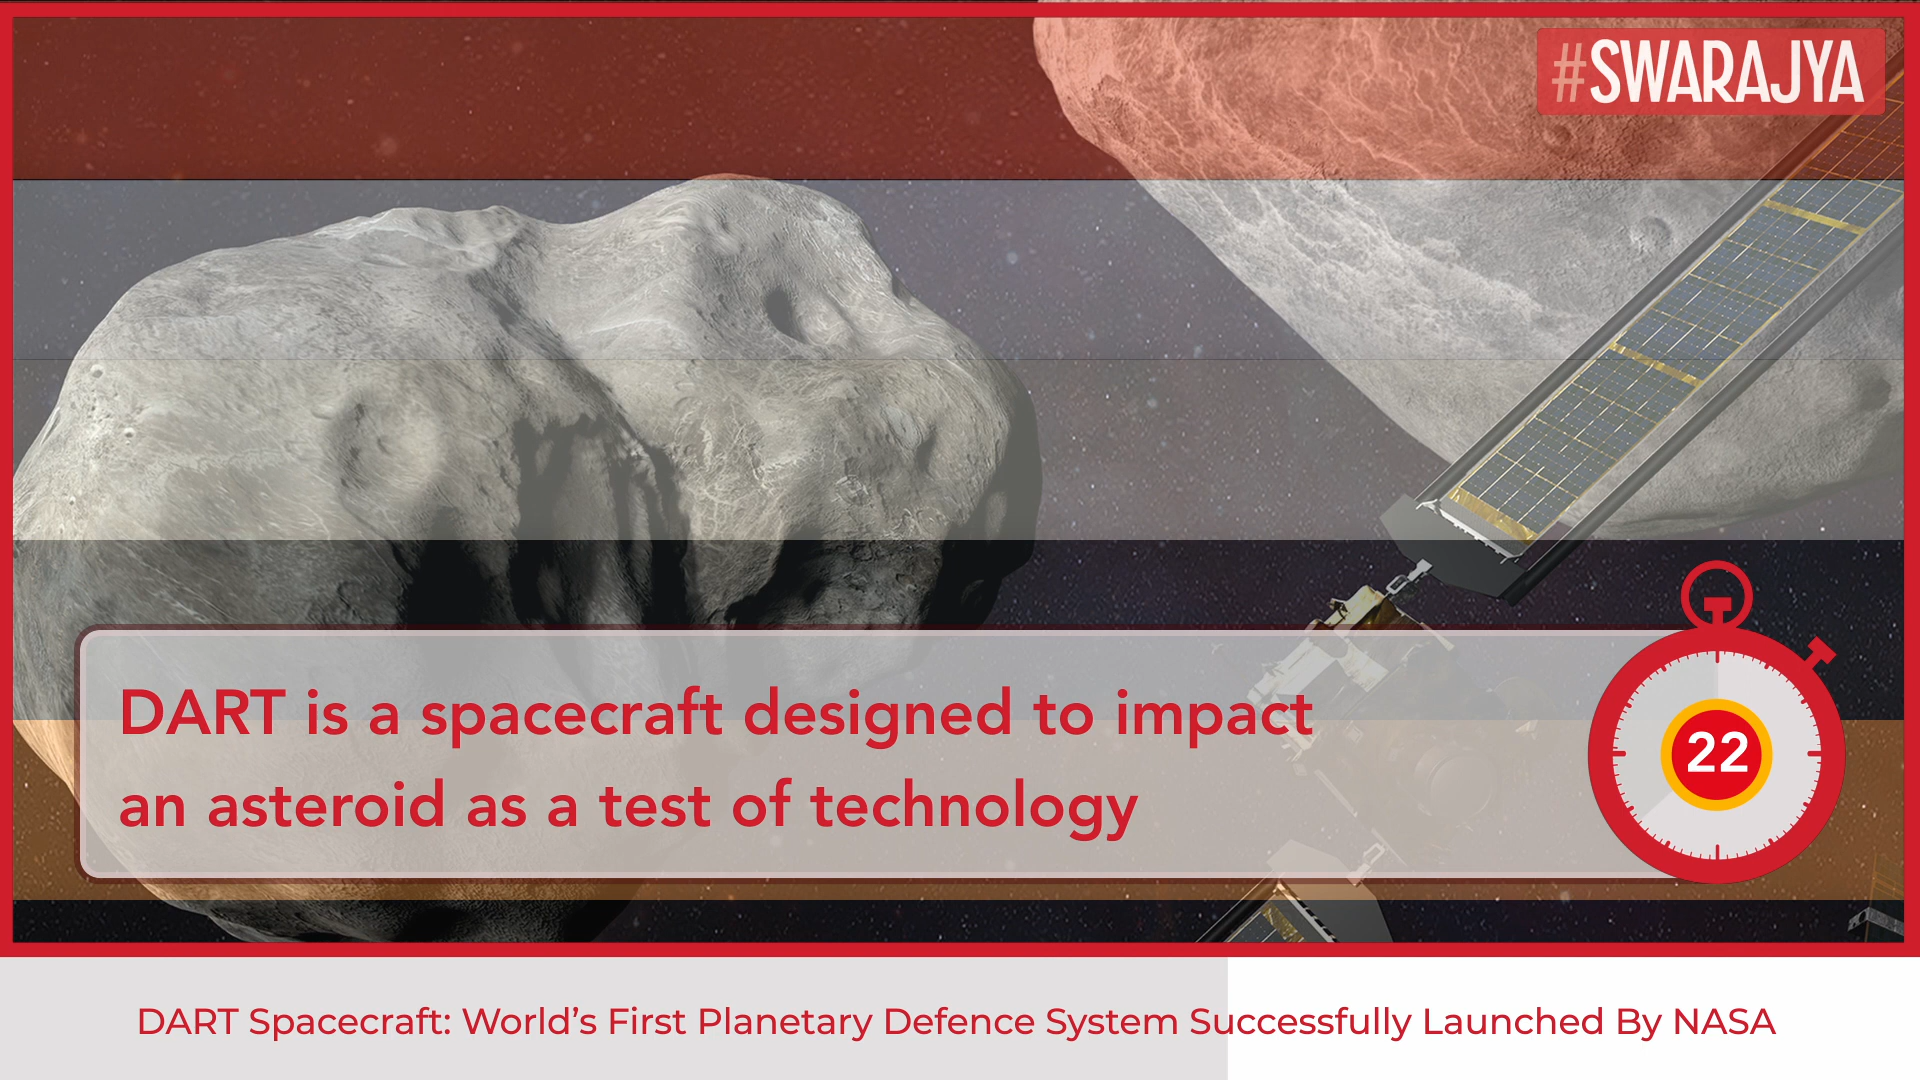 #SWARAJYA
DART is a spacecraft designed to impact
an asteroid as a test of technology
22
DART Spacecraft: World’s First Planetary Defence System Successfully Launched By NASA